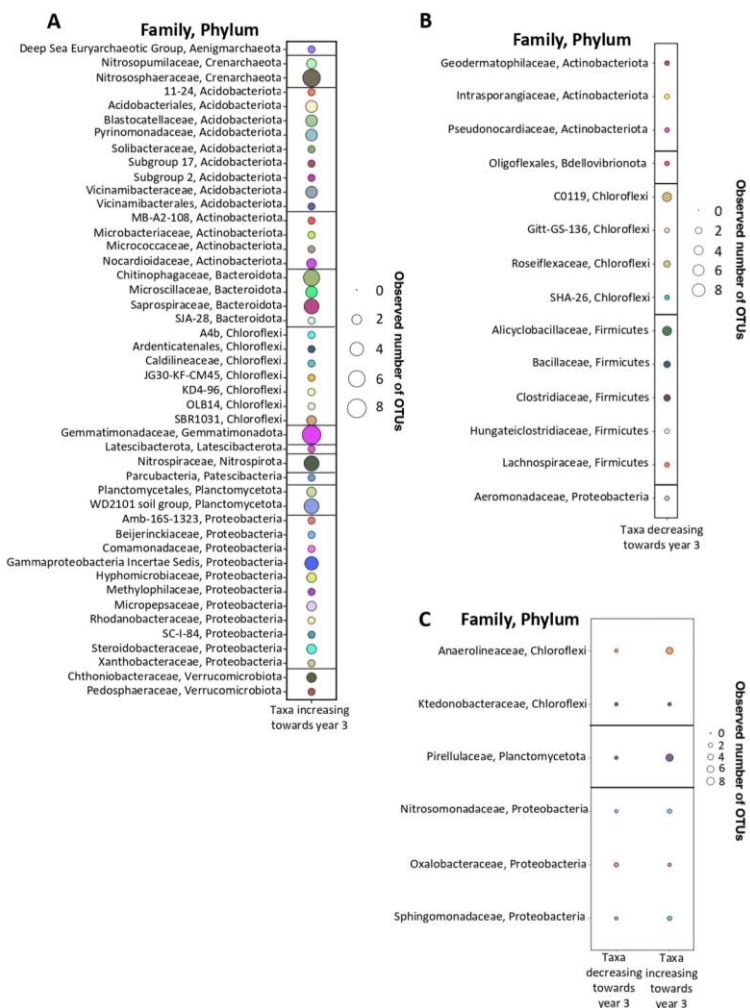 A
Family, Phylum
Deep Sea Euryarchaeotic Group, Aenigmarchaeota
Nitrosopumilaceae, Crenarchaeota
Nitrososphaeraceae, Crenarchaeota
11-24, Acidobacteriota
Acidobacteriales, Acidobacteriota
Blastocatellaceae, Acidobacteriota
Pyrinomonadaceae, Acidobacteriota
Solibacteraceae, Acidobacteriota
Subgroup 17, Acidobacteriota
Subgroup 2, Acidobacteriota
Vicinamibacteraceae, Acidobacteriota
Vicinamibacterales, Acidobacteriota
MB-A2-108, Actinobacteriota
Microbacteriaceae, Actinobacteriota
Micrococcaceae, Actinobacteriota
Nocardioidaceae, Actinobacteriota
Chitinophagaceae, Bacteroidota
Microscillaceae, Bacteroidota
Saprospiraceae, Bacteroidota
SJA-28, Bacteroidota
A4b, Chloroflexi
Ardenticatenales, Chloroflexi
Caldilineaceae, Chloroflexi
JG30-KF-CM45, Chloroflexi
KD4-96, Chloroflexi
OLB14, Chloroflexi
SBR1031, Chloroflexi
Gemmatimonadaceae, Gemmatimonadota
Latescibacterota, Latescibacterota
Nitrospiraceae, Nitrospirota
Parcubacteria, Patescibacteria
Planctomycetales, Planctomycetota
WD2101 soil group, Planctomycetota
Amb-16S-1323, Proteobacteria
Beijerinckiaceae, Proteobacteria
Comamonadaceae, Proteobacteria
Gammaproteobacteria Incertae Sedis, Proteobacteria
Hyphomicrobiaceae, Proteobacteria
Methylophilaceae, Proteobacteria
Micropepsaceae, Proteobacteria
Rhodanobacteraceae, Proteobacteria
SC-I-84, Proteobacteria
Steroidobacteraceae, Proteobacteria
Xanthobacteraceae, Proteobacteria
Chthoniobacteraceae, Verrucomicrobiota
Pedosphaeraceae, Verrucomicrobiota
Taxa increasing
towards year 3
0
2
4
6
8
Observed number of OTUs
B
Family, Phylum
Geodermatophilaceae, Actinobacteriota
Intrasporangiaceae, Actinobacteriota
Pseudonocardiaceae, Actinobacteriota
Oligoflexales, Bdellovibrionota
C0119, Chloroflexi
Gitt-GS-136, Chloroflexi
Roseiflexaceae, Chloroflexi
SHA-26, Chloroflexi
Alicyclobacillaceae, Firmicutes
Bacillaceae, Firmicutes
Clostridiaceae, Firmicutes
Hungateiclostridiaceae, Firmicutes
Lachnospiraceae, Firmicutes
Aeromonadaceae, Proteobacteria
Taxa decreasing
towards year 3
0
2
4
6
8
Observed number of OTUs
C
Family, Phylum
Anaerolineaceae, Chloroflexi
Ktedonobacteraceae, Chloroflexi
Pirellulaceae, Planctomycetota
Nitrosomonadaceae, Proteobacteria
Oxalobacteraceae, Proteobacteria
Sphingomonadaceae, Proteobacteria
Taxa
decreasing
towards
year 3
Taxa
increasing
towards
year 3
0
2
4
6
8
Observed number of OTUs